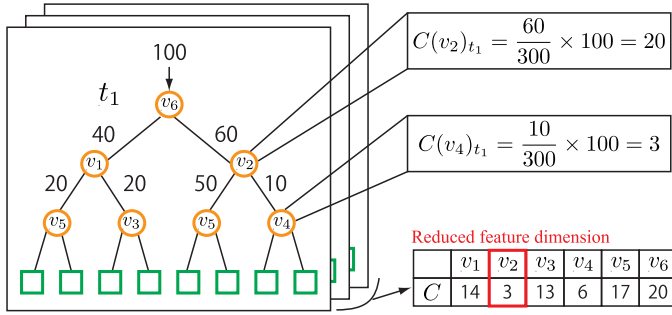 100
t₁
v₆
40
60
v₁
v₂
20
20
50
10
v₅
v₃
v₅
v₄
C(v₂)ₜ₁ = 60/300 × 100 = 20
C(v₄)ₜ₁ = 10/300 × 100 = 3
Reduced feature dimension
v₁ v₂ v₃ v₄ v₅ v₆
C 14 3 13 6 17 20